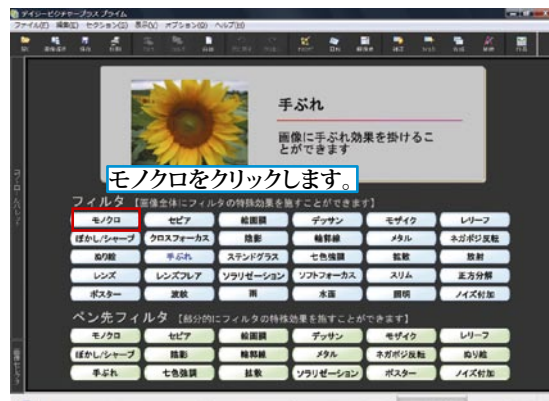 デイジーピクチャープラス プライム
ファイル(F) 編集(E) セクション(S) 表示(V) オプション(O) ヘルプ(H)
手ぶれ
画像に手ぶれ効果を掛けるこ
とができます
モノクロをクリックします。
フィルタ 【画像全体にフィルタの特殊効果を施すことができます】
モノクロ セピア 絵画調 デッサン モザイク レリーフ
ぼかし/シャープ クロスフォーカス 陰影 輪郭線 メタル ネガポジ反転
ぬり絵 手ぶれ ステンドグラス 七色強調 拡散 放射
レンズ レンズフレア ソラリゼーション ソフトフォーカス スリム 正方分解
ポスター 波紋 雨 水面 照明 ノイズ付加
ペン先フィルタ 【部分的にフィルタの特殊効果を施すことができます】
モノクロ セピア 絵画調 デッサン モザイク レリーフ
ぼかし/シャープ 陰影 輪郭線 メタル ネガポジ反転 ぬり絵
手ぶれ 七色強調 拡散 ソラリゼーション ポスター ノイズ付加